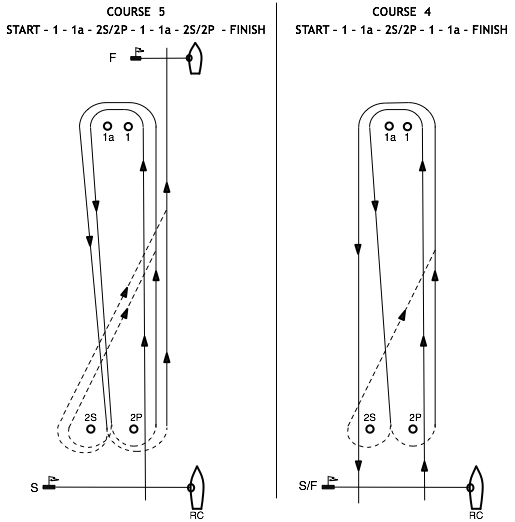 COURSE 5
START - 1 - 1a - 2S/2P - 1 - 1a - 2S/2P - FINISH
F
1a 1
2S 2P
S
RC
COURSE 4
START - 1 - 1a - 2S/2P - 1 - 1a - FINISH
1a 1
2S 2P
S/F
RC